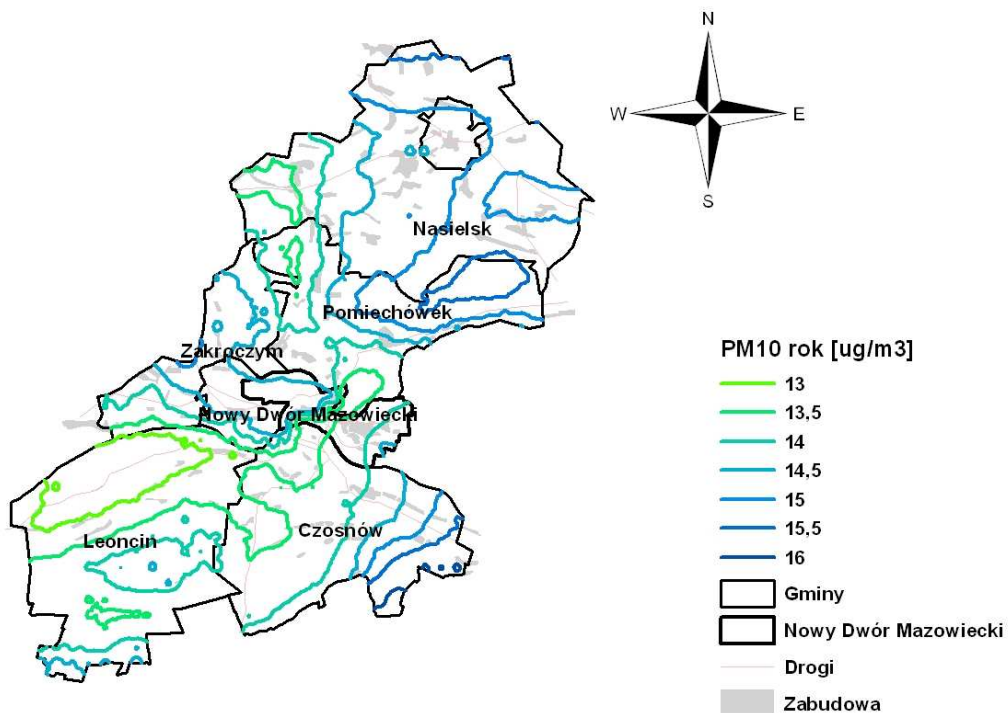 N
W
E
S
Nasielsk
Pomiechówek
Zakroczym
Nowy Dwór Mazowiecki
Czosnów
Leoncin
PM10 rok [ug/m3]
13
13,5
14
14,5
15
15,5
16
Gminy
Nowy Dwór Mazowiecki
Drogi
Zabudowa